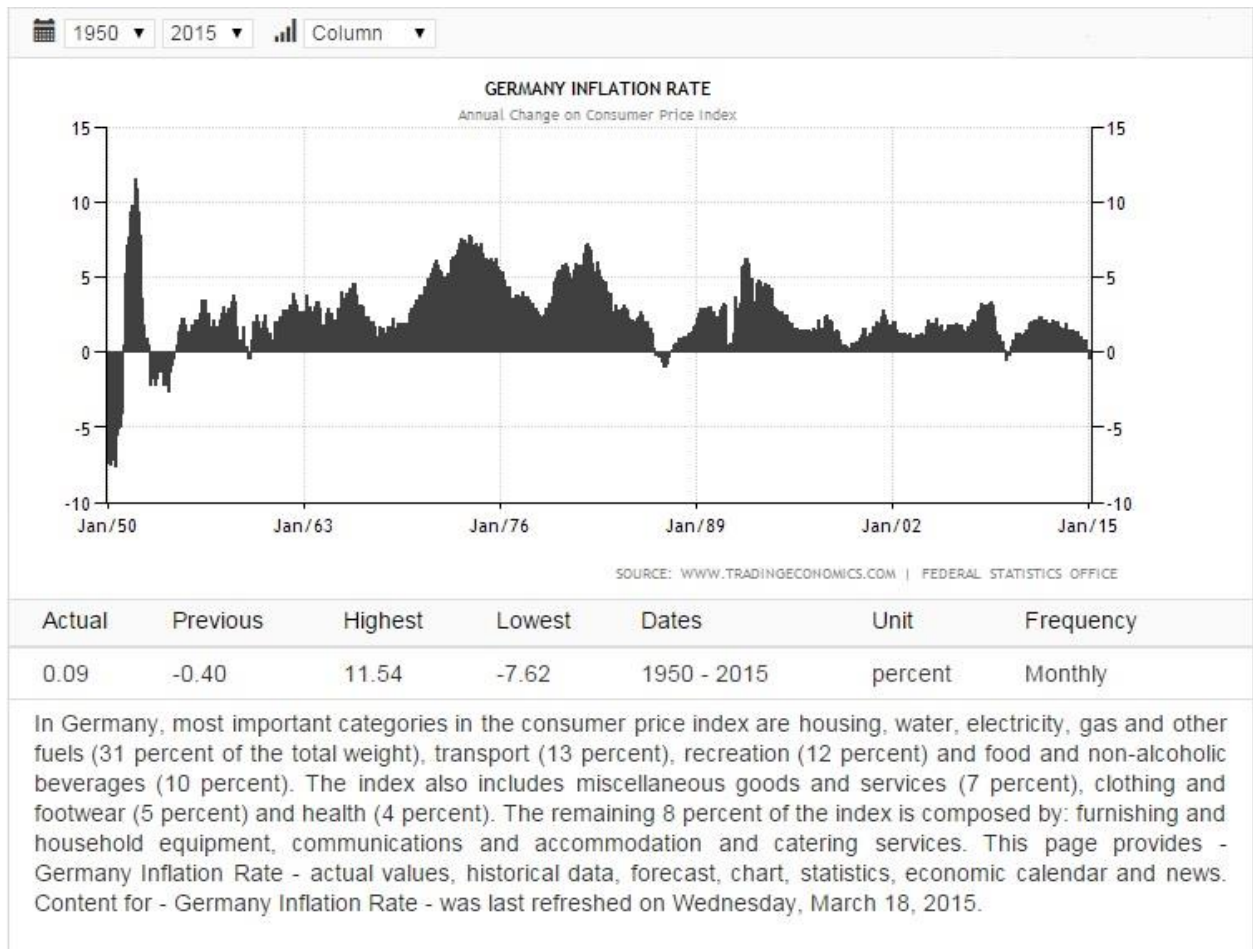 1950 ▼ 2015 ▼ Column ▼
GERMANY INFLATION RATE
Annual Change on Consumer Price Index
15 15
10 10
5 5
0 0
-5 -5
-10 -10
Jan/50 Jan/63 Jan/76 Jan/89 Jan/02 Jan/15
SOURCE: WWW.TRADINGECONOMICS.COM | FEDERAL STATISTICS OFFICE
Actual Previous Highest Lowest Dates Unit Frequency
0.09 -0.40 11.54 -7.62 1950 - 2015 percent Monthly
In Germany, most important categories in the consumer price index are housing, water, electricity, gas and other
fuels (31 percent of the total weight), transport (13 percent), recreation (12 percent) and food and non-alcoholic
beverages (10 percent). The index also includes miscellaneous goods and services (7 percent), clothing and
footwear (5 percent) and health (4 percent). The remaining 8 percent of the index is composed by: furnishing and
household equipment, communications and accommodation and catering services. This page provides -
Germany Inflation Rate - actual values, historical data, forecast, chart, statistics, economic calendar and news.
Content for - Germany Inflation Rate - was last refreshed on Wednesday, March 18, 2015.